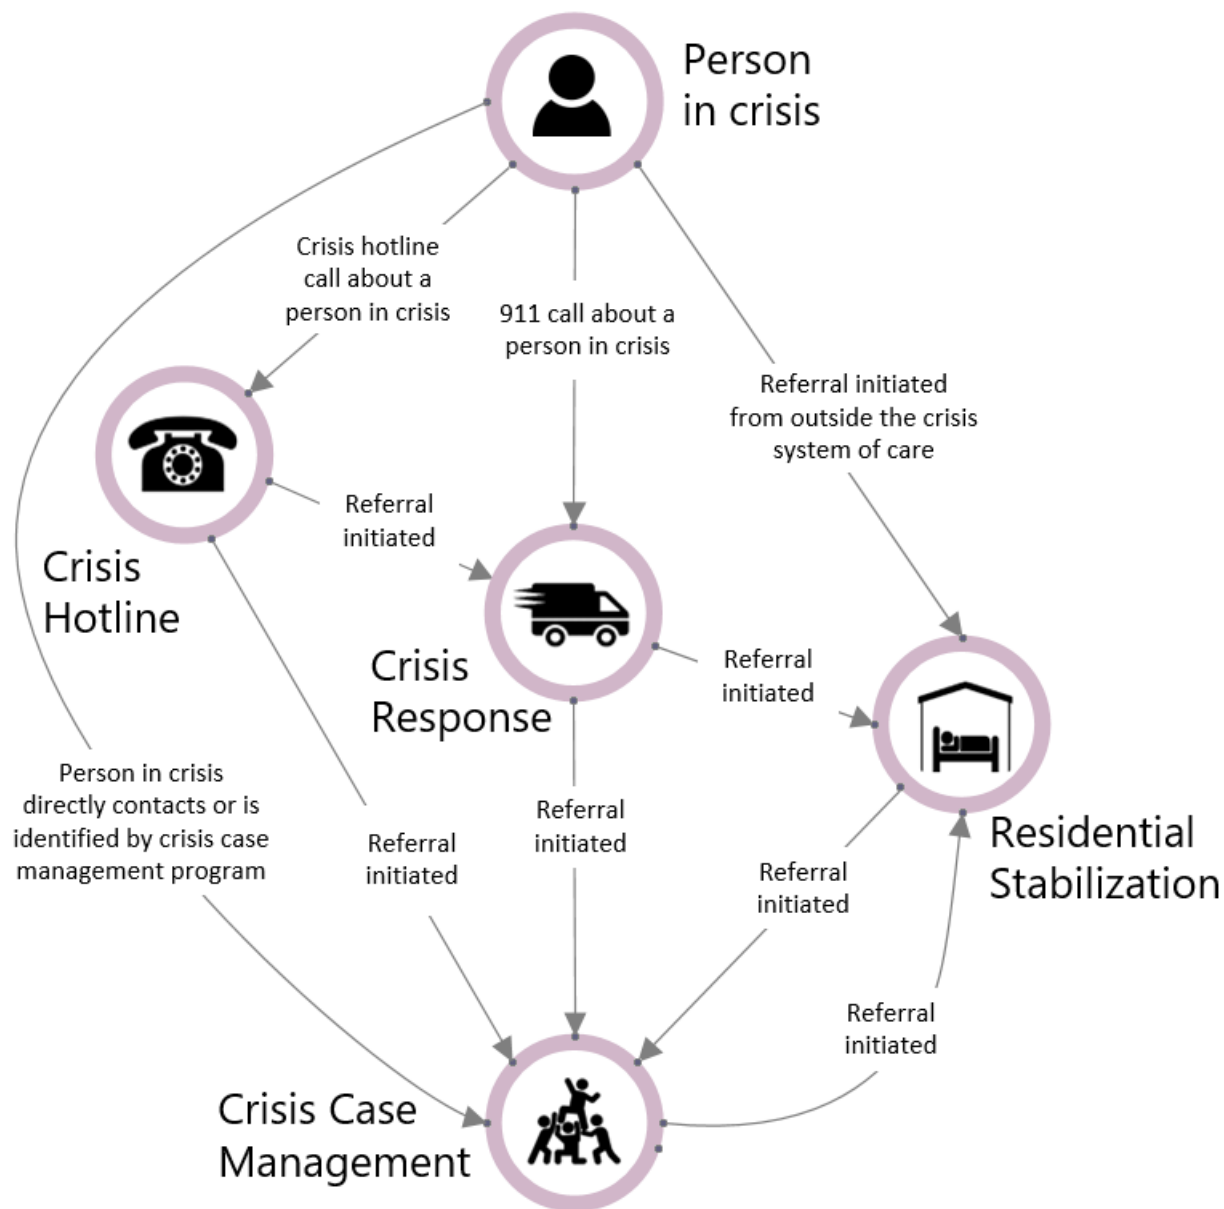 Person
in crisis
Crisis hotline
call about a
person in crisis
911 call about a
person in crisis
Referral initiated
from outside the crisis
system of care
Referral
initiated
Crisis
Hotline
Crisis
Response
Referral
initiated
Person in crisis
directly contacts or is
identified by crisis case
management program
Referral
initiated
Referral
initiated
Residential
Stabilization
Referral
initiated
Referral
initiated
Crisis Case
Management